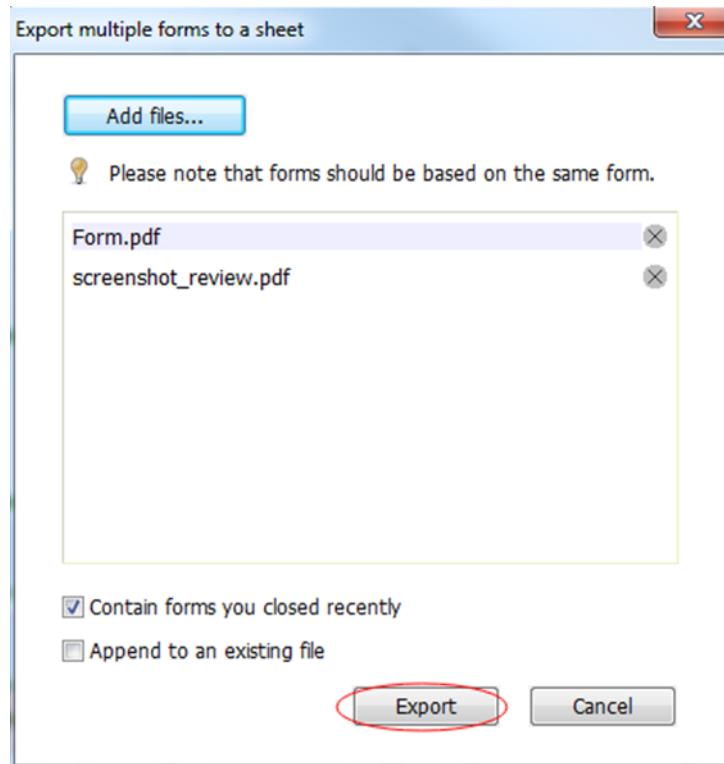 Export multiple forms to a sheet
Add files...
Please note that forms should be based on the same form.
Form.pdf
screenshot_review.pdf
Contain forms you closed recently
Append to an existing file
Export Cancel